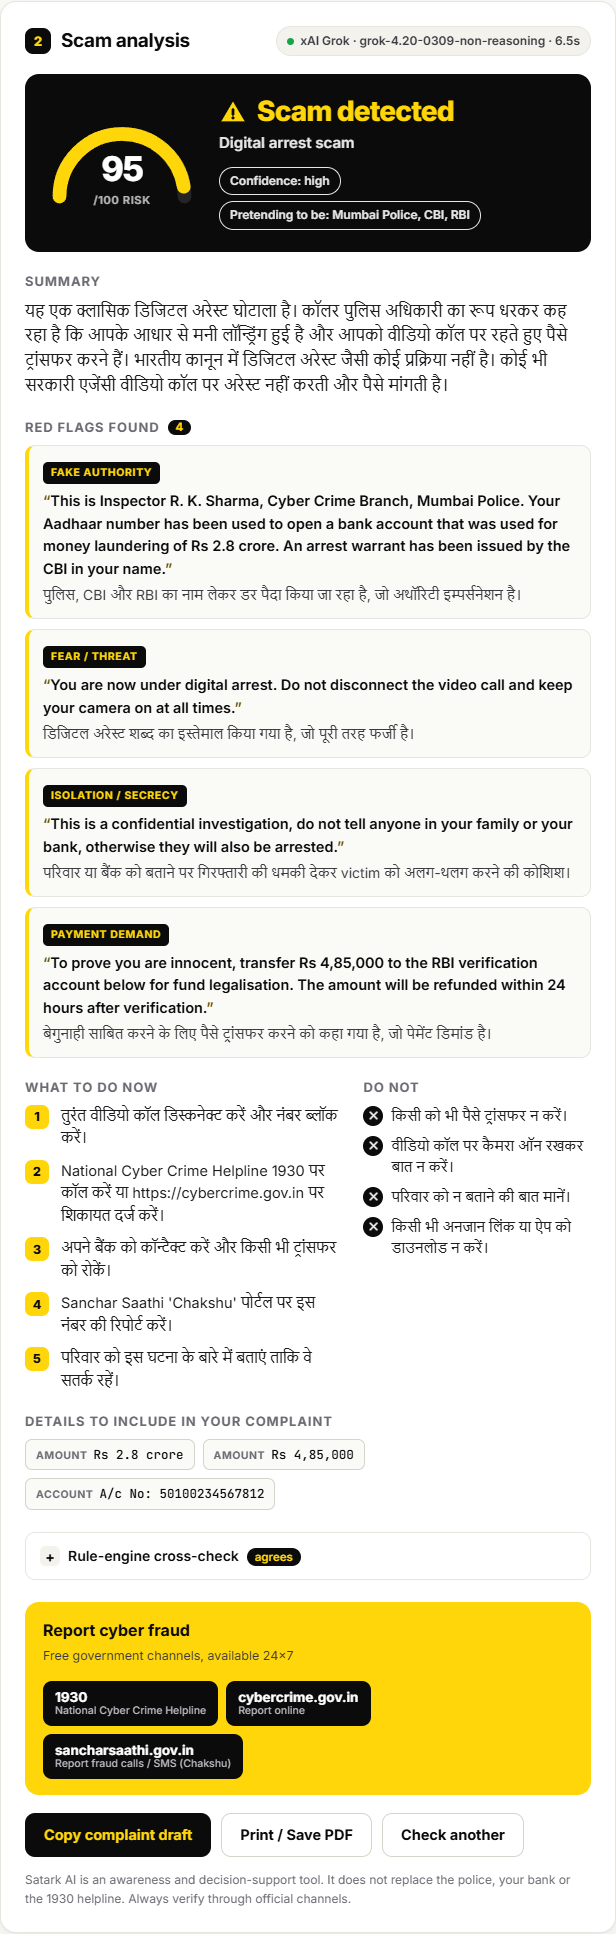 2 Scam analysis
xAI Grok · grok-4.20-0309-non-reasoning · 6.5s
95
/100 RISK
Scam detected
Digital arrest scam
Confidence: high
Pretending to be: Mumbai Police, CBI, RBI
SUMMARY
यह एक क्लासिक डिजिटल अरेस्ट घोटाला है। कॉलर पुलिस अधिकारी का रूप धरकर कह
रहा है कि आपके आधार से मनी लॉन्ड्रिंग हुई है और आपको वीडियो कॉल पर रहते हुए पैसे
ट्रांसफर करने हैं। भारतीय कानून में डिजिटल अरेस्ट जैसी कोई प्रक्रिया नहीं है। कोई भी
सरकारी एजेंसी वीडियो कॉल पर अरेस्ट नहीं करती और पैसे मांगती है।
RED FLAGS FOUND 4
FAKE AUTHORITY
“This is Inspector R. K. Sharma, Cyber Crime Branch, Mumbai Police. Your
Aadhaar number has been used to open a bank account that was used for
money laundering of Rs 2.8 crore. An arrest warrant has been issued by the
CBI in your name.”
पुलिस, CBI और RBI का नाम लेकर डर पैदा किया जा रहा है, जो अथॉरिटी इम्पर्सनेशन है।
FEAR / THREAT
“You are now under digital arrest. Do not disconnect the video call and keep
your camera on at all times.”
डिजिटल अरेस्ट शब्द का इस्तेमाल किया गया है, जो पूरी तरह फर्जी है।
ISOLATION / SECRECY
“This is a confidential investigation, do not tell anyone in your family or your
bank, otherwise they will also be arrested.”
परिवार या बैंक को बताने पर गिरफ्तारी की धमकी देकर victim को अलग-थलग करने की कोशिश।
PAYMENT DEMAND
“To prove you are innocent, transfer Rs 4,85,000 to the RBI verification
account below for fund legalisation. The amount will be refunded within 24
hours after verification.”
बेगुनाही साबित करने के लिए पैसे ट्रांसफर करने को कहा गया है, जो पेमेंट डिमांड है।
WHAT TO DO NOW
1 तुरंत वीडियो कॉल डिस्कनेक्ट करें और नंबर ब्लॉक
करें।
2 National Cyber Crime Helpline 1930 पर
कॉल करें या https://cybercrime.gov.in पर
शिकायत दर्ज करें।
3 अपने बैंक को कॉन्टैक्ट करें और किसी भी ट्रांसफर
को रोकें।
4 Sanchar Saathi 'Chakshu' पोर्टल पर इस
नंबर की रिपोर्ट करें।
5 परिवार को इस घटना के बारे में बताएं ताकि वे
सतर्क रहें।
DO NOT
किसी को भी पैसे ट्रांसफर न करें।
वीडियो कॉल पर कैमरा ऑन रखकर
बात न करें।
परिवार को न बताने की बात मानें।
किसी भी अनजान लिंक या ऐप को
डाउनलोड न करें।
DETAILS TO INCLUDE IN YOUR COMPLAINT
AMOUNT Rs 2.8 crore
AMOUNT Rs 4,85,000
ACCOUNT A/c No: 50100234567812
+ Rule-engine cross-check agrees
Report cyber fraud
Free government channels, available 24×7
1930
National Cyber Crime Helpline
cybercrime.gov.in
Report online
sancharsaathi.gov.in
Report fraud calls / SMS (Chakshu)
Copy complaint draft
Print / Save PDF
Check another
Satark AI is an awareness and decision-support tool. It does not replace the police, your bank or
the 1930 helpline. Always verify through official channels.